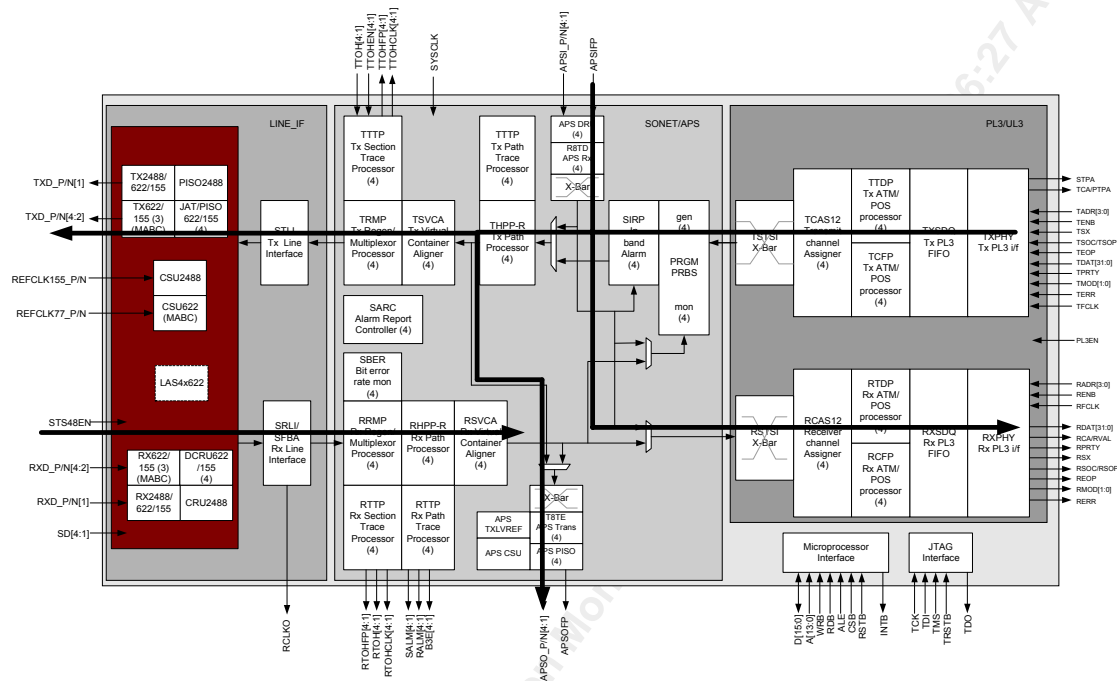 TTOH[4:1]
TTOHEN[4:1]
TTOHFP[4:1]
TTOHCLK[4:1]
SYSCLK
APSI_P/N[4:1]
APSIFP
6:27 A
LINE_IF
SONET/APS
PL3/UL3
TXD_P/N[1]
TXD_P/N[4:2]
REFCLK155_P/N
REFCLK77_P/N
STS48EN
RXD_P/N[4:2]
RXD_P/N[1]
SD[4:1]
TX2488/
622/155
PISO2488
TX622/
155 (3)
(MABC)
JAT/PISO
622/155
(4)
CSU2488
CSU622
(MABC)
LAS4x622
RX622/
155 (3)
(MABC)
DCRU622
/155
(4)
RX2488/
622/155
CRU2488
STLI
Tx Line
Interface
SRLI/
SFBA
Rx Line
Interface
RCLKO
TTTP
Tx Section
Trace
Processor
(4)
TRMP
Multiplexor
Processor
(4)
TSVCA
Container
Aligner
(4)
SARC
Alarm Report
Controller (4)
SBER
Bit error
rate mon
(4)
RRMP
Multiplexor
Processor
(4)
RHPP-R
Rx Path
Processor
(4)
RSVCA
Container
Aligner
(4)
RTTP
Rx Section
Trace
Processor
(4)
RTTP
Rx Path
Trace
Processor
(4)
TTTP
Tx Path
Trace
Processor
(4)
THPP-R
Tx Path
Processor
(4)
(4)
R8TD
APS Rx
(4)
X-Bar
SIRP
band
Alarm
(4)
gen
(4)
PRGM
PRBS
mon
(4)
X-Bar
APS
TXLVREF
T8TE
APS Trans
(4)
APS CSU
APS PISO
(4)
X-Bar
TCAS12
channel
Assigner
(4)
TTDP
Tx ATM/
POS
processor
(4)
TCFP
Tx ATM/
POS
processor
(4)
TXSDQ
Tx PL3
FIFO
TXPHY
Tx PL3 i/f
RSTSI
X-Bar
RCAS12
Receiver
channel
Assigner
(4)
RTDP
Rx ATM/
POS
processor
(4)
RCFP
Rx ATM/
POS
processor
(4)
RXSDQ
Rx PL3
FIFO
RXPHY
Rx PL3 i/f
STPA
TCA/PTPA
TADR[3:0]
TENB
TSX
TSOC/TSOP
TEOP
TDAT[31:0]
TPRTY
TMOD[1:0]
TERR
TFCLK
PL3EN
RADR[3:0]
RENB
RFCLK
RDAT[31:0]
RCA/RVAL
RPRTY
RSX
RSOC/RSOP
REOP
RMOD[1:0]
RERR
Microprocessor
Interface
JTAG
Interface
RTOHFP[4:1]
RTOH[4:1]
RTOHCLK[4:1]
SALM[4:1]
RALM[4:1]
B3E[4:1]
APSO_P/N[4:1]
APSOFP
D[15:0]
A[13:0]
WRB
RDB
ALE
CSB
RSTB
INTB
TCK
TDI
TMS
TRSTB
TDO